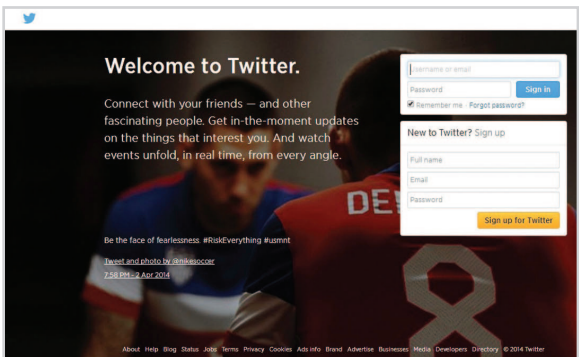 Welcome to Twitter.
Connect with your friends — and other
fascinating people. Get in-the-moment updates
on the things that interest you. And watch
events unfold, in real time, from every angle.
Be the face of fearlessness. #RiskEverything #usmnt
Tweet and photo by @nikesoccer
7:58 PM - 2 Apr 2014
Username or email
Password
Sign in
Remember me · Forgot password?
New to Twitter? Sign up
Full name
Email
Password
Sign up for Twitter
DE
About Help Blog Status Jobs Terms Privacy Cookies Ads info Brand Advertise Businesses Media Developers Directory © 2014 Twitter